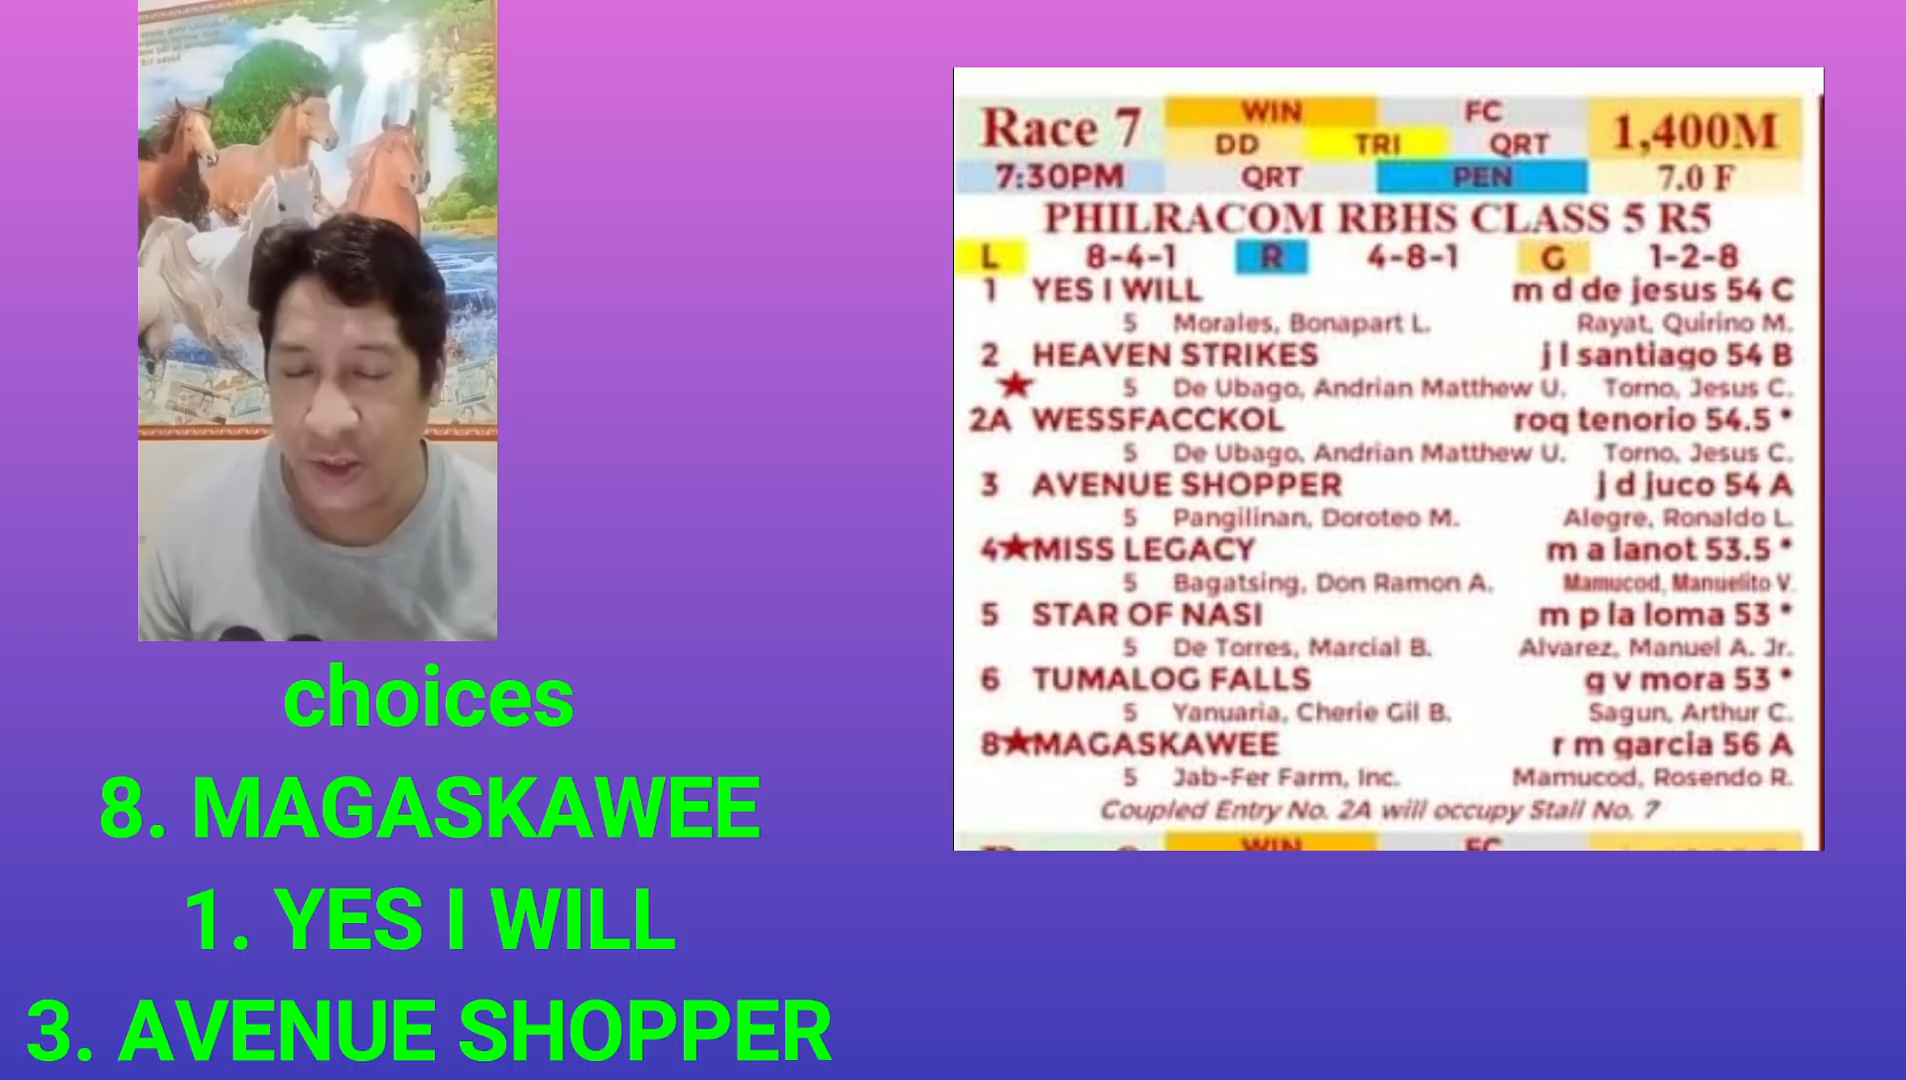 choices
8. MAGASKAWEE
1. YES I WILL
3. AVENUE SHOPPER
Race 7 WIN FC 1,400M
DD TRI QRT
7:30PM QRT PEN 7.0 F
PHILRACOM RBHS CLASS 5 R5
L 8-4-1 R 4-8-1 G 1-2-8
1 YES I WILL m d de jesus 54 C
5 Morales, Bonapart L. Rayat, Quirino M.
2 HEAVEN STRIKES j l santiago 54 B
★ 5 De Ubago, Andrian Matthew U. Torno, Jesus C.
2A WESSFACCKOL roq tenorio 54.5 *
5 De Ubago, Andrian Matthew U. Torno, Jesus C.
3 AVENUE SHOPPER j d juco 54 A
5 Pangilinan, Doroteo M. Alegre, Ronaldo L.
4★MISS LEGACY m a lanot 53.5 *
5 Bagatsing, Don Ramon A. Mamucod, Manuelito V.
5 STAR OF NASI m p la loma 53 *
5 De Torres, Marcial B. Alvarez, Manuel A. Jr.
6 TUMALOG FALLS g v mora 53 *
5 Yanuaria, Cherie Gil B. Sagun, Arthur C.
8★MAGASKAWEE r m garcia 56 A
5 Jab-Fer Farm, Inc. Mamucod, Rosendo R.
Coupled Entry No. 2A will occupy Stall No. 7
WIN FC